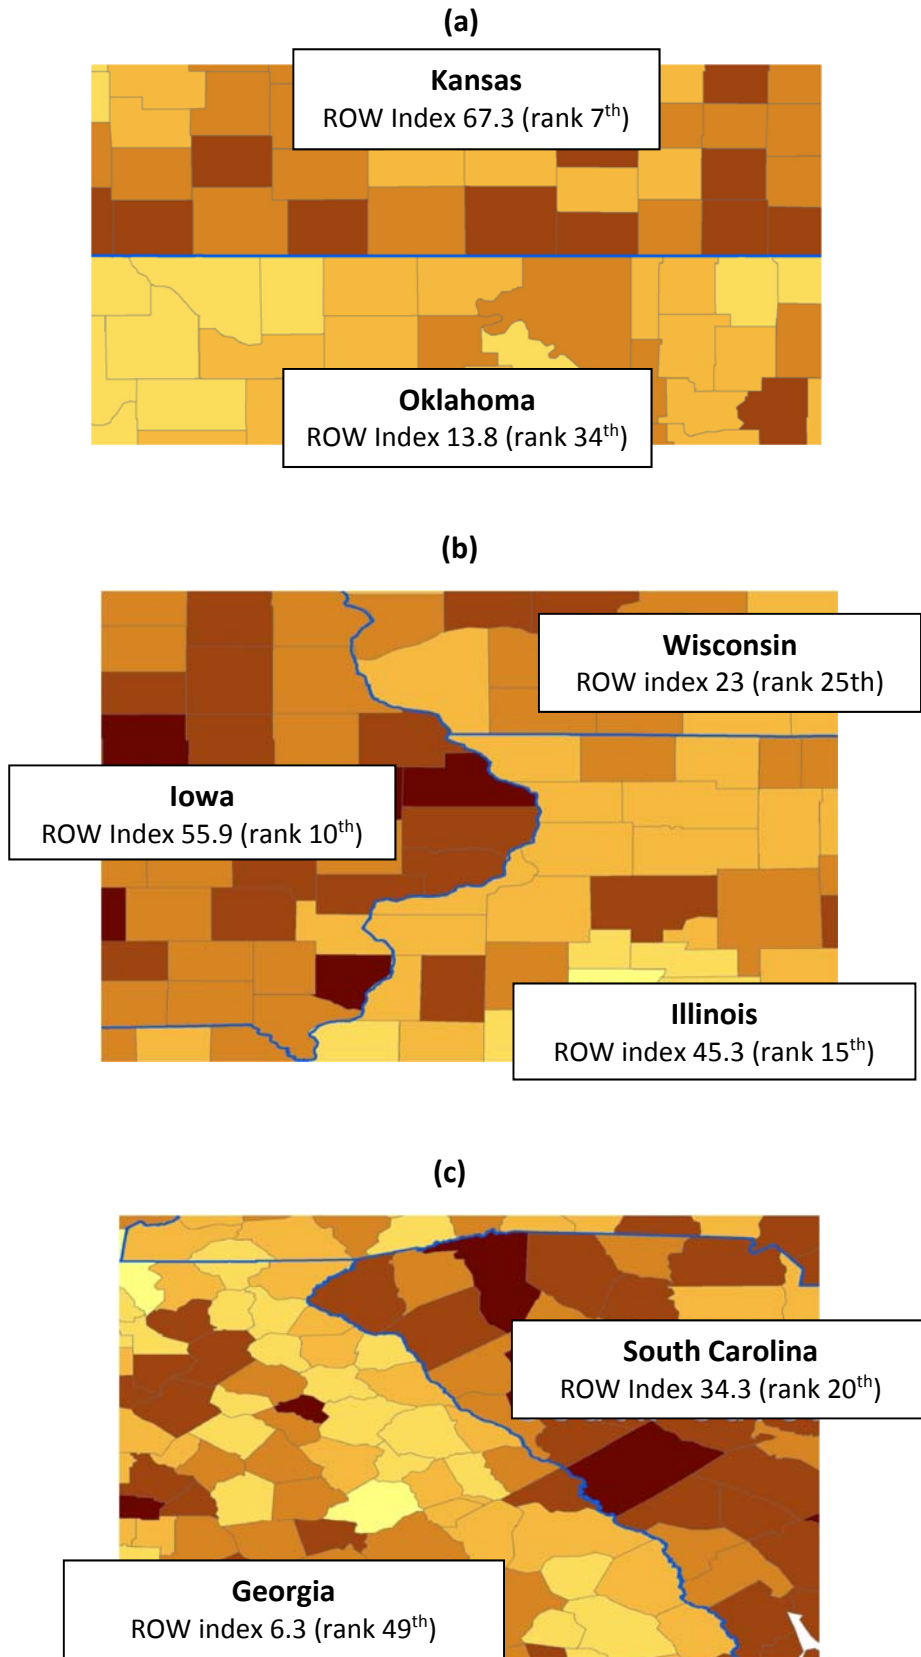 (a)
Kansas
ROW Index 67.3 (rank 7th)
Oklahoma
ROW Index 13.8 (rank 34th)
(b)
Wisconsin
ROW index 23 (rank 25th)
Iowa
ROW Index 55.9 (rank 10th)
Illinois
ROW index 45.3 (rank 15th)
(c)
South Carolina
ROW Index 34.3 (rank 20th)
Georgia
ROW index 6.3 (rank 49th)